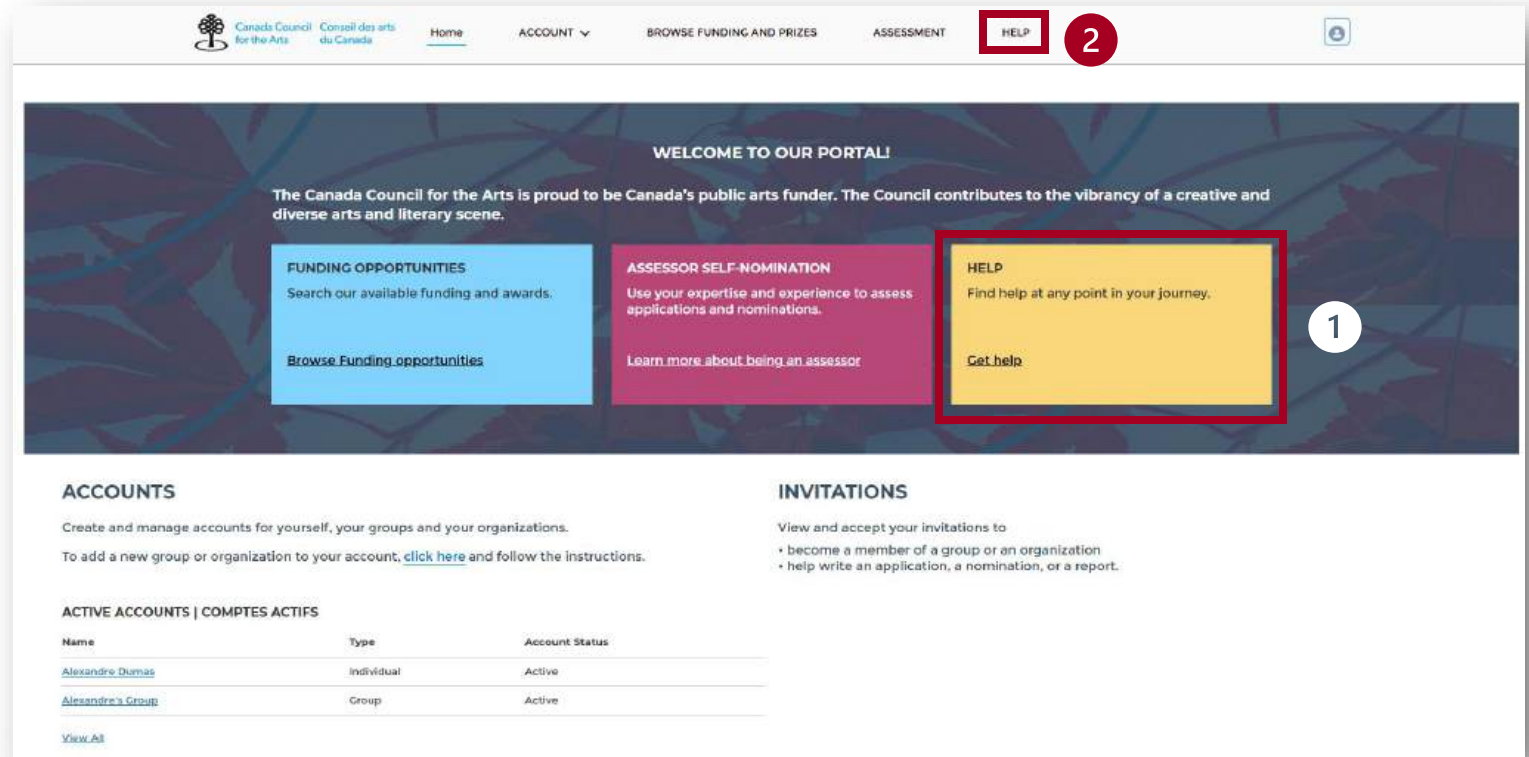 Canada Council Conseil des arts
for the Arts du Canada
Home ACCOUNT BROWSE FUNDING AND PRIZES ASSESSMENT HELP
2
WELCOME TO OUR PORTAL!
The Canada Council for the Arts is proud to be Canada's public arts funder. The Council contributes to the vibrancy of a creative and
diverse arts and literary scene.
FUNDING OPPORTUNITIES
Search our available funding and awards.
Browse Funding opportunities
ASSESSOR SELF-NOMINATION
Use your expertise and experience to assess
applications and nominations.
Learn more about being an assessor
HELP
Find help at any point in your journey.
Get help
1
ACCOUNTS
Create and manage accounts for yourself, your groups and your organizations.
To add a new group or organization to your account, click here and follow the instructions.
ACTIVE ACCOUNTS | COMPTES ACTIFS
Name Type Account Status
Alexandre Dumas Individual Active
Alexandre's Group Group Active
View All
INVITATIONS
View and accept your invitations to
• become a member of a group or an organization
• help write an application, a nomination, or a report.